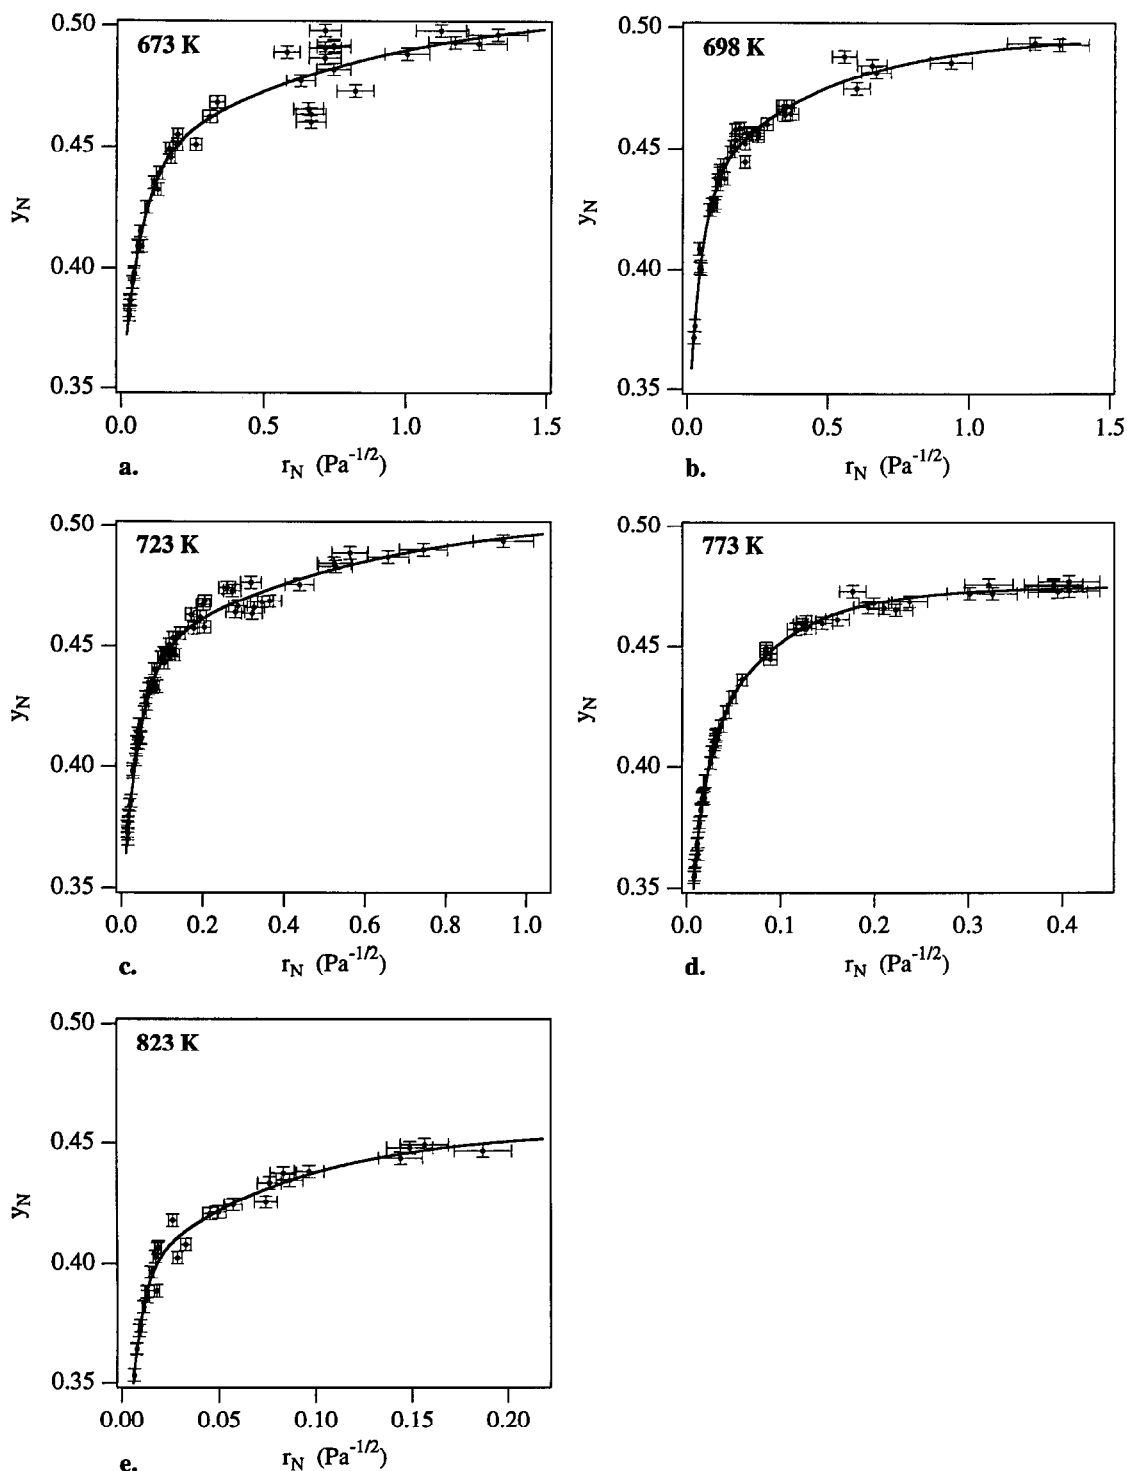 673 K
0.50
0.45
0.40
0.35
y_N
0.0 0.5 1.0 1.5
a. r_N (Pa^-1/2)
698 K
0.50
0.45
0.40
0.35
y_N
0.0 0.5 1.0 1.5
b. r_N (Pa^-1/2)
723 K
0.50
0.45
0.40
0.35
y_N
0.0 0.2 0.4 0.6 0.8 1.0
c. r_N (Pa^-1/2)
773 K
0.50
0.45
0.40
0.35
y_N
0.0 0.1 0.2 0.3 0.4
d. r_N (Pa^-1/2)
823 K
0.50
0.45
0.40
0.35
y_N
0.00 0.05 0.10 0.15 0.20
e. r_N (Pa^-1/2)